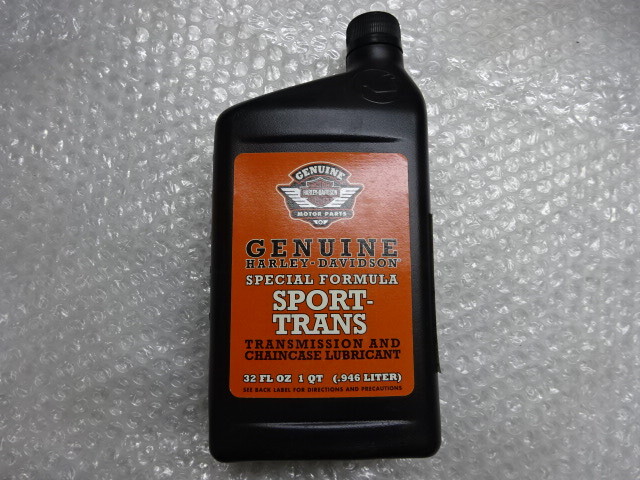 GENUINE
HARLEY-DAVIDSON
MOTOR PARTS
GENUINE
HARLEY-DAVIDSON
SPECIAL FORMULA
SPORT-
TRANS
TRANSMISSION AND
CHAINCASE LUBRICANT
32 FL OZ 1 QT (.946 LITER)
SEE BACK LABEL FOR DIRECTIONS AND PRECAUTIONS